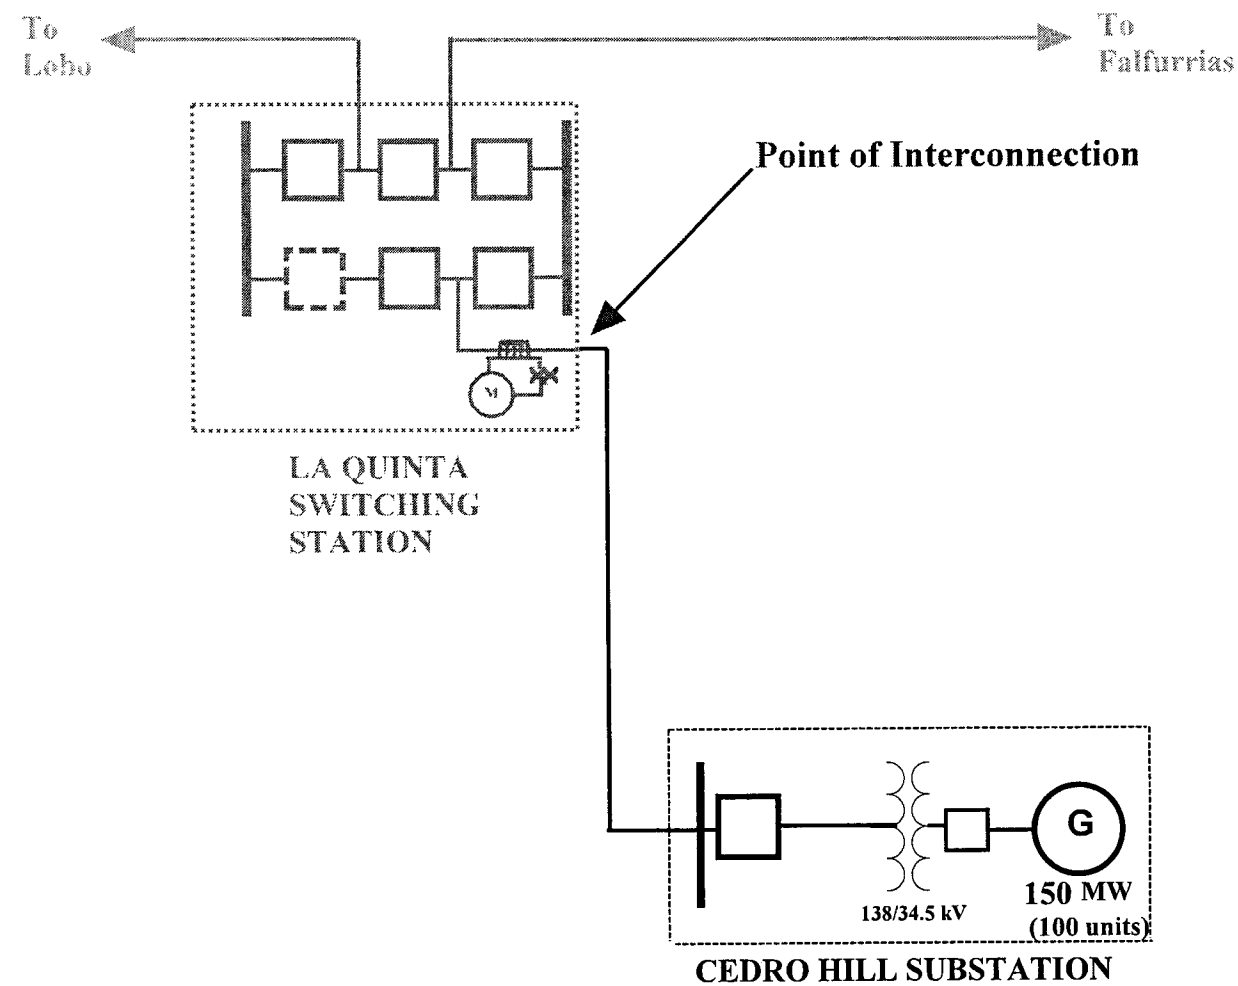 To
Lobo
To
Falfurrias
Point of Interconnection
M
LA QUINTA
SWITCHING
STATION
G
150 MW
138/34.5 kV
(100 units)
CEDRO HILL SUBSTATION